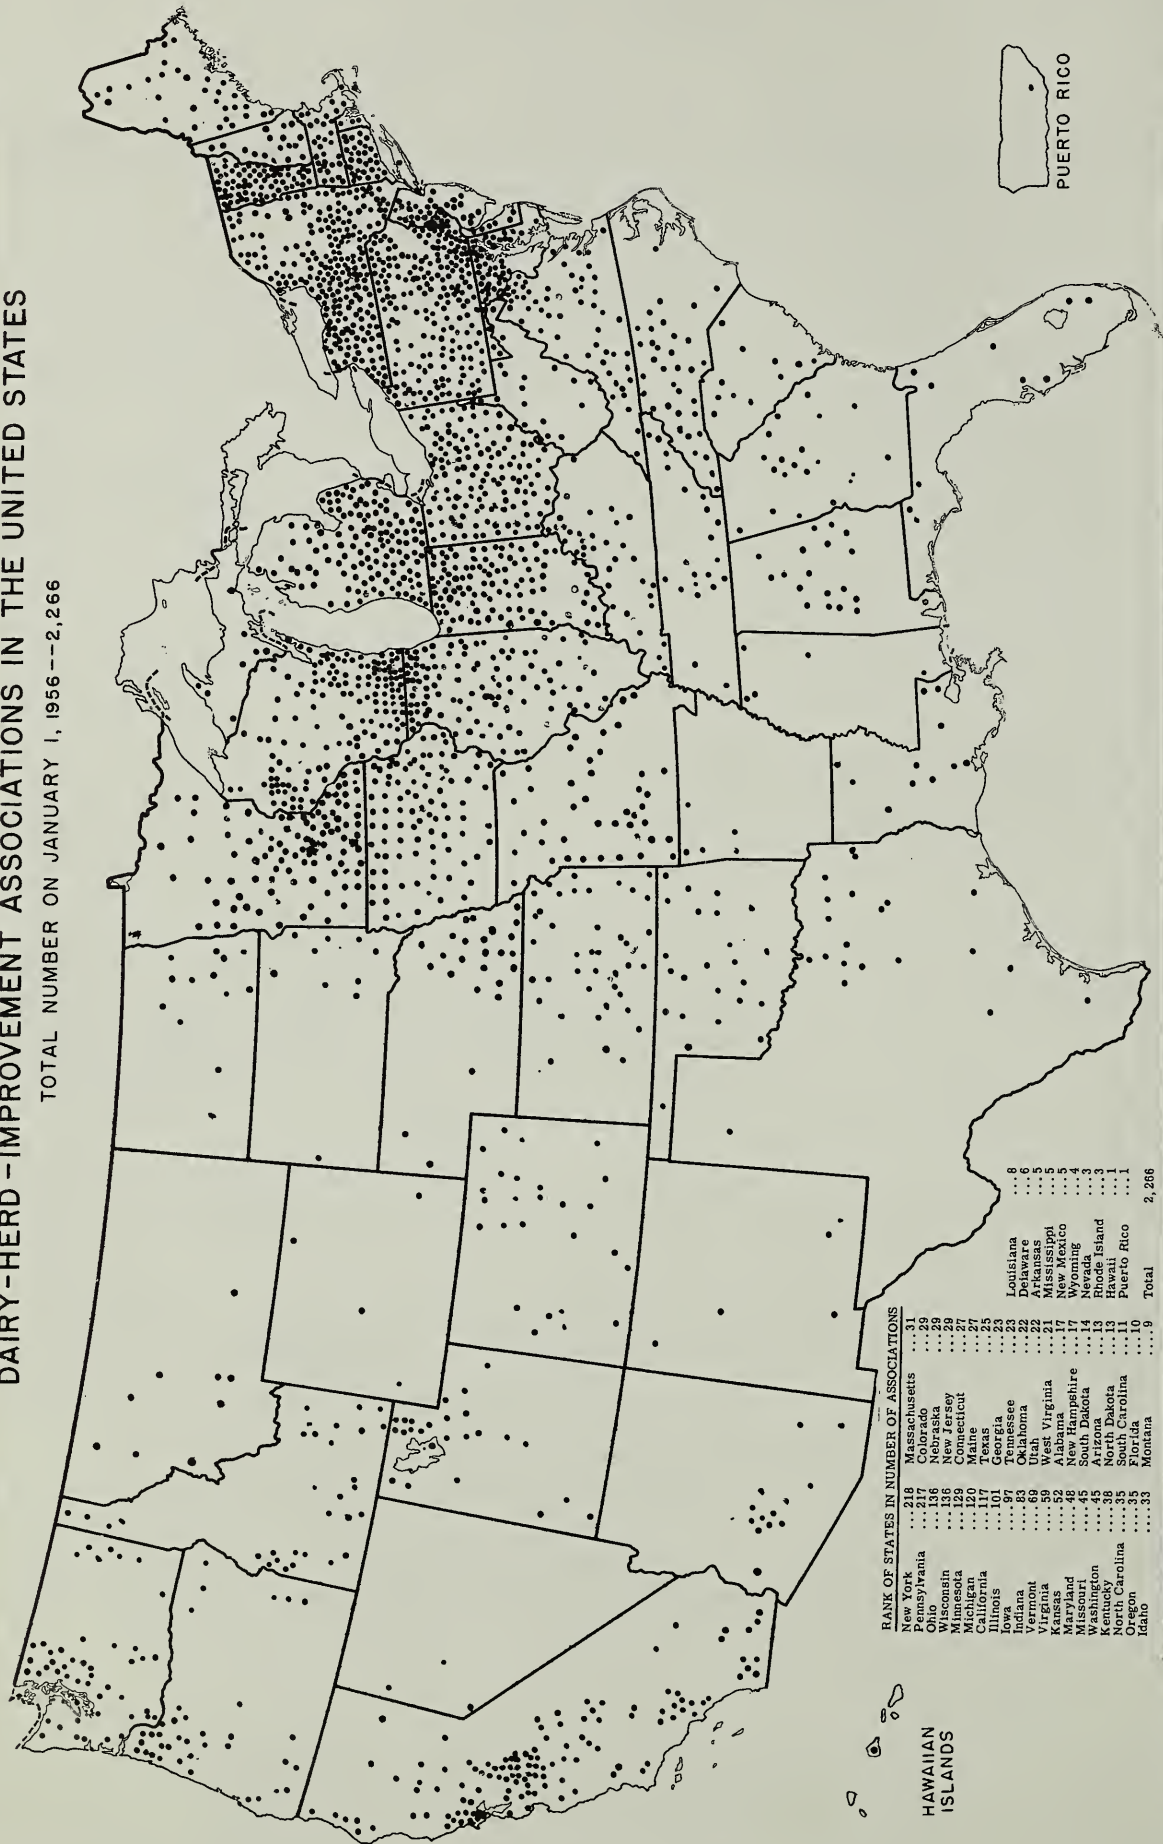 DAIRY-HERD-IMPROVEMENT ASSOCIATIONS IN THE UNITED STATES
TOTAL NUMBER ON JANUARY 1, 1956--2,266
PUERTO RICO
HAWAIIAN
ISLANDS
RANK OF STATES IN NUMBER OF ASSOCIATIONS
New York ....218
Pennsylvania ....217
Ohio ....136
Wisconsin ....136
Minnesota ....129
Michigan ....120
California ....117
Illinois ....101
Iowa ....97
Indiana ....83
Vermont ....69
Virginia ....59
Kansas ....52
Maryland ....48
Missouri ....45
Washington ....45
Kentucky ....38
North Carolina ....35
Oregon ....35
Idaho ....33
Massachusetts ....31
Colorado ....29
Nebraska ....29
New Jersey ....29
Connecticut ....27
Maine ....27
Texas ....25
Georgia ....23
Tennessee ....23
Oklahoma ....22
Utah ....22
West Virginia ....21
Alabama ....17
New Hampshire ....17
South Dakota ....14
Arizona ....13
North Dakota ....13
South Carolina ....11
Florida ....10
Montana ....9
Louisiana ....8
Delaware ....6
Arkansas ....5
Mississippi ....5
New Mexico ....5
Wyoming ....4
Nevada ....3
Rhode Island ....3
Hawaii ....1
Puerto Rico ....1
Total 2,266